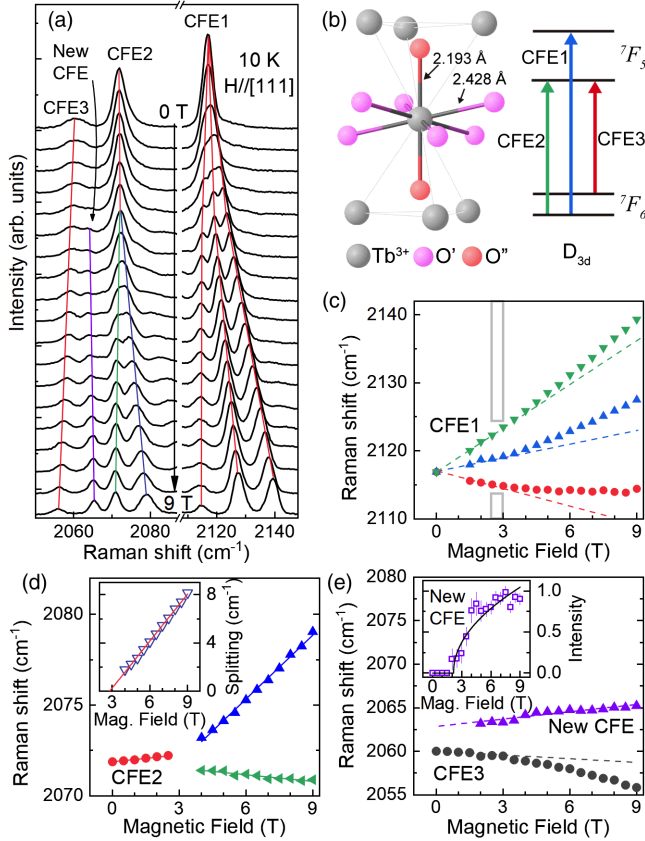 (a)
CFE1
New
CFE
CFE2
10 K
H//[111]
CFE3
0 T
9 T
Intensity (arb. units)
2060 2080 2120 2140
Raman shift (cm-1)
(b)
2.193 Å
2.428 Å
Tb3+ O' O"
CFE1
7F5
CFE2
CFE3
7F6
D3d
(c)
2140
2130
2120
2110
Raman shift (cm-1)
CFE1
0 3 6 9
Magnetic Field (T)
(d)
2080
2075
2070
Raman shift (cm-1)
8
4
0
Splitting (cm-1)
3 6 9
Mag. Field (T)
CFE2
0 3 6 9
Magnetic Field (T)
(e)
2080
2075
2070
2065
2060
2055
Raman shift (cm-1)
New
CFE
1.0
0.5
0.0
Intensity
0 3 6 9
Mag. Field (T)
New CFE
CFE3
0 3 6 9
Magnetic Field (T)